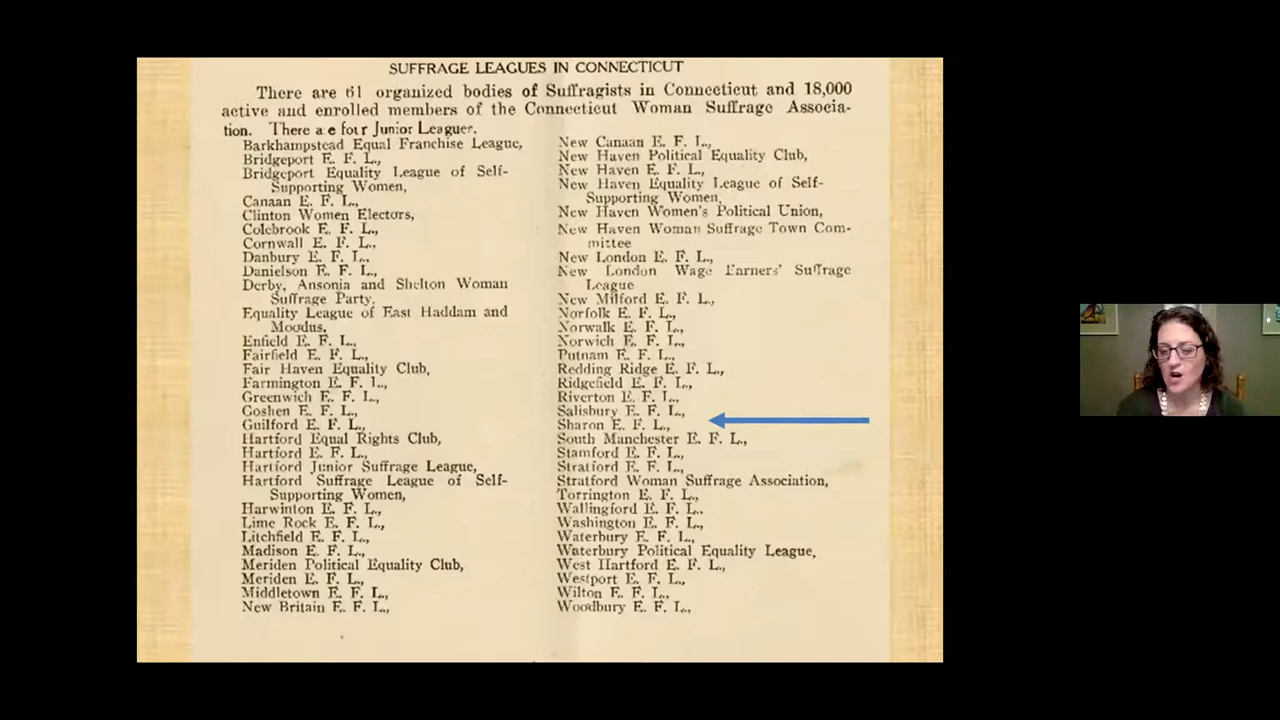 SUFFRAGE LEAGUES IN CONNECTICUT
There are 61 organized bodies of Suffragists in Connecticut and 18,000
active and enrolled members of the Connecticut Woman Suffrage Associa-
tion. There a e four Junior Leagues.
Barkhampstead Equal Franchise League,
Bridgeport E. F. L.,
Bridgeport Equality League of Self-
Supporting Women,
Canaan E. F. L.,
Clinton Women Electors,
Colebrook E. F. L.,
Cornwall E. F. L.,
Danbury E. F. L.,
Danielson E. F. L.,
Derby, Ansonia and Shelton Woman
Suffrage Party,
Equality League of East Haddam and
Moodus,
Enfield E. F. L.,
Fairfield E. F. L.,
Fair Haven Equality Club,
Farmington E. F. L.,
Greenwich E. F. L.,
Goshen E. F. L.,
Guilford E. F. L.,
Hartford Equal Rights Club,
Hartford E. F. L.,
Hartford Junior Suffrage League,
Hartford Suffrage League of Self-
Supporting Women,
Harwinton E. F. L.,
Lime Rock E. F. L.,
Litchfield E. F. L.,
Madison E. F. L.,
Meriden Political Equality Club,
Meriden E. F. L.,
Middletown E. F. L.,
New Britain E. F. L.,
New Canaan E. F. L.,
New Haven Political Equality Club,
New Haven E. F. L.,
New Haven Equality League of Self-
Supporting Women,
New Haven Women's Political Union,
New Haven Woman Suffrage Town Com-
mittee
New London E. F. L.,
New London Wage Earners' Suffrage
League
New Milford E. F. L.,
Norfolk E. F. L.,
Norwalk E. F. L.,
Norwich E. F. L.,
Putnam E. F. L.,
Redding Ridge E. F. L.,
Ridgefield E. F. L.,
Riverton E. F. L.,
Salisbury E. F. L.,
Sharon E. F. L.,
South Manchester E. F. L.,
Stamford E. F. L.,
Stratford E. F. L.,
Stratford Woman Suffrage Association,
Torrington E. F. L.,
Wallingford E. F. L..
Washington E. F. L.,
Waterbury E. F. L.,
Waterbury Political Equality League,
West Hartford E. F. L.,
Westport E. F. L.,
Wilton E. F. L.,
Woodbury E. F. L.,